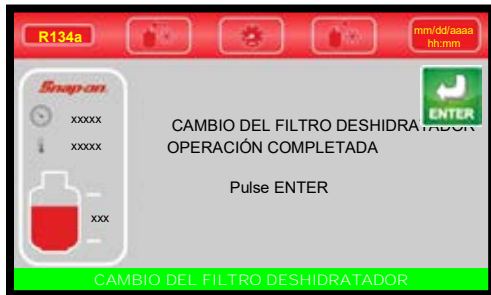 R134a
mm/dd/aaaa
hh:mm
Snap-on
xxxxx
xxxxx
xxx
ENTER
CAMBIO DEL FILTRO DESHIDRATADOR
OPERACIÓN COMPLETADA
Pulse ENTER
CAMBIO DEL FILTRO DESHIDRATADOR